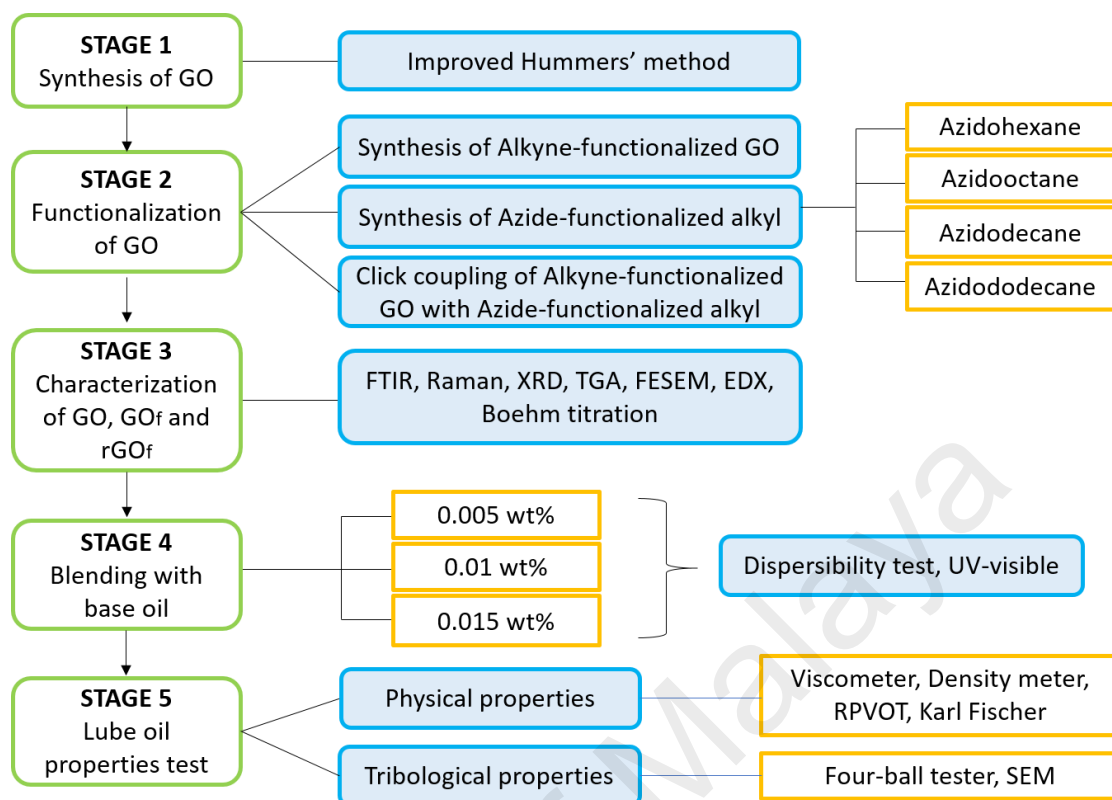 STAGE 1
Synthesis of GO
Improved Hummers’ method
STAGE 2
Functionalization
of GO
Synthesis of Alkyne-functionalized GO
Synthesis of Azide-functionalized alkyl
Click coupling of Alkyne-functionalized
GO with Azide-functionalized alkyl
Azidohexane
Azidooctane
Azidodecane
Azidododecane
STAGE 3
Characterization
of GO, GOf and
rGOf
FTIR, Raman, XRD, TGA, FESEM, EDX,
Boehm titration
STAGE 4
Blending with
base oil
0.005 wt%
0.01 wt%
0.015 wt%
Dispersibility test, UV-visible
STAGE 5
Lube oil
properties test
Physical properties
Viscometer, Density meter,
RPVOT, Karl Fischer
Tribological properties
Four-ball tester, SEM
Malaya